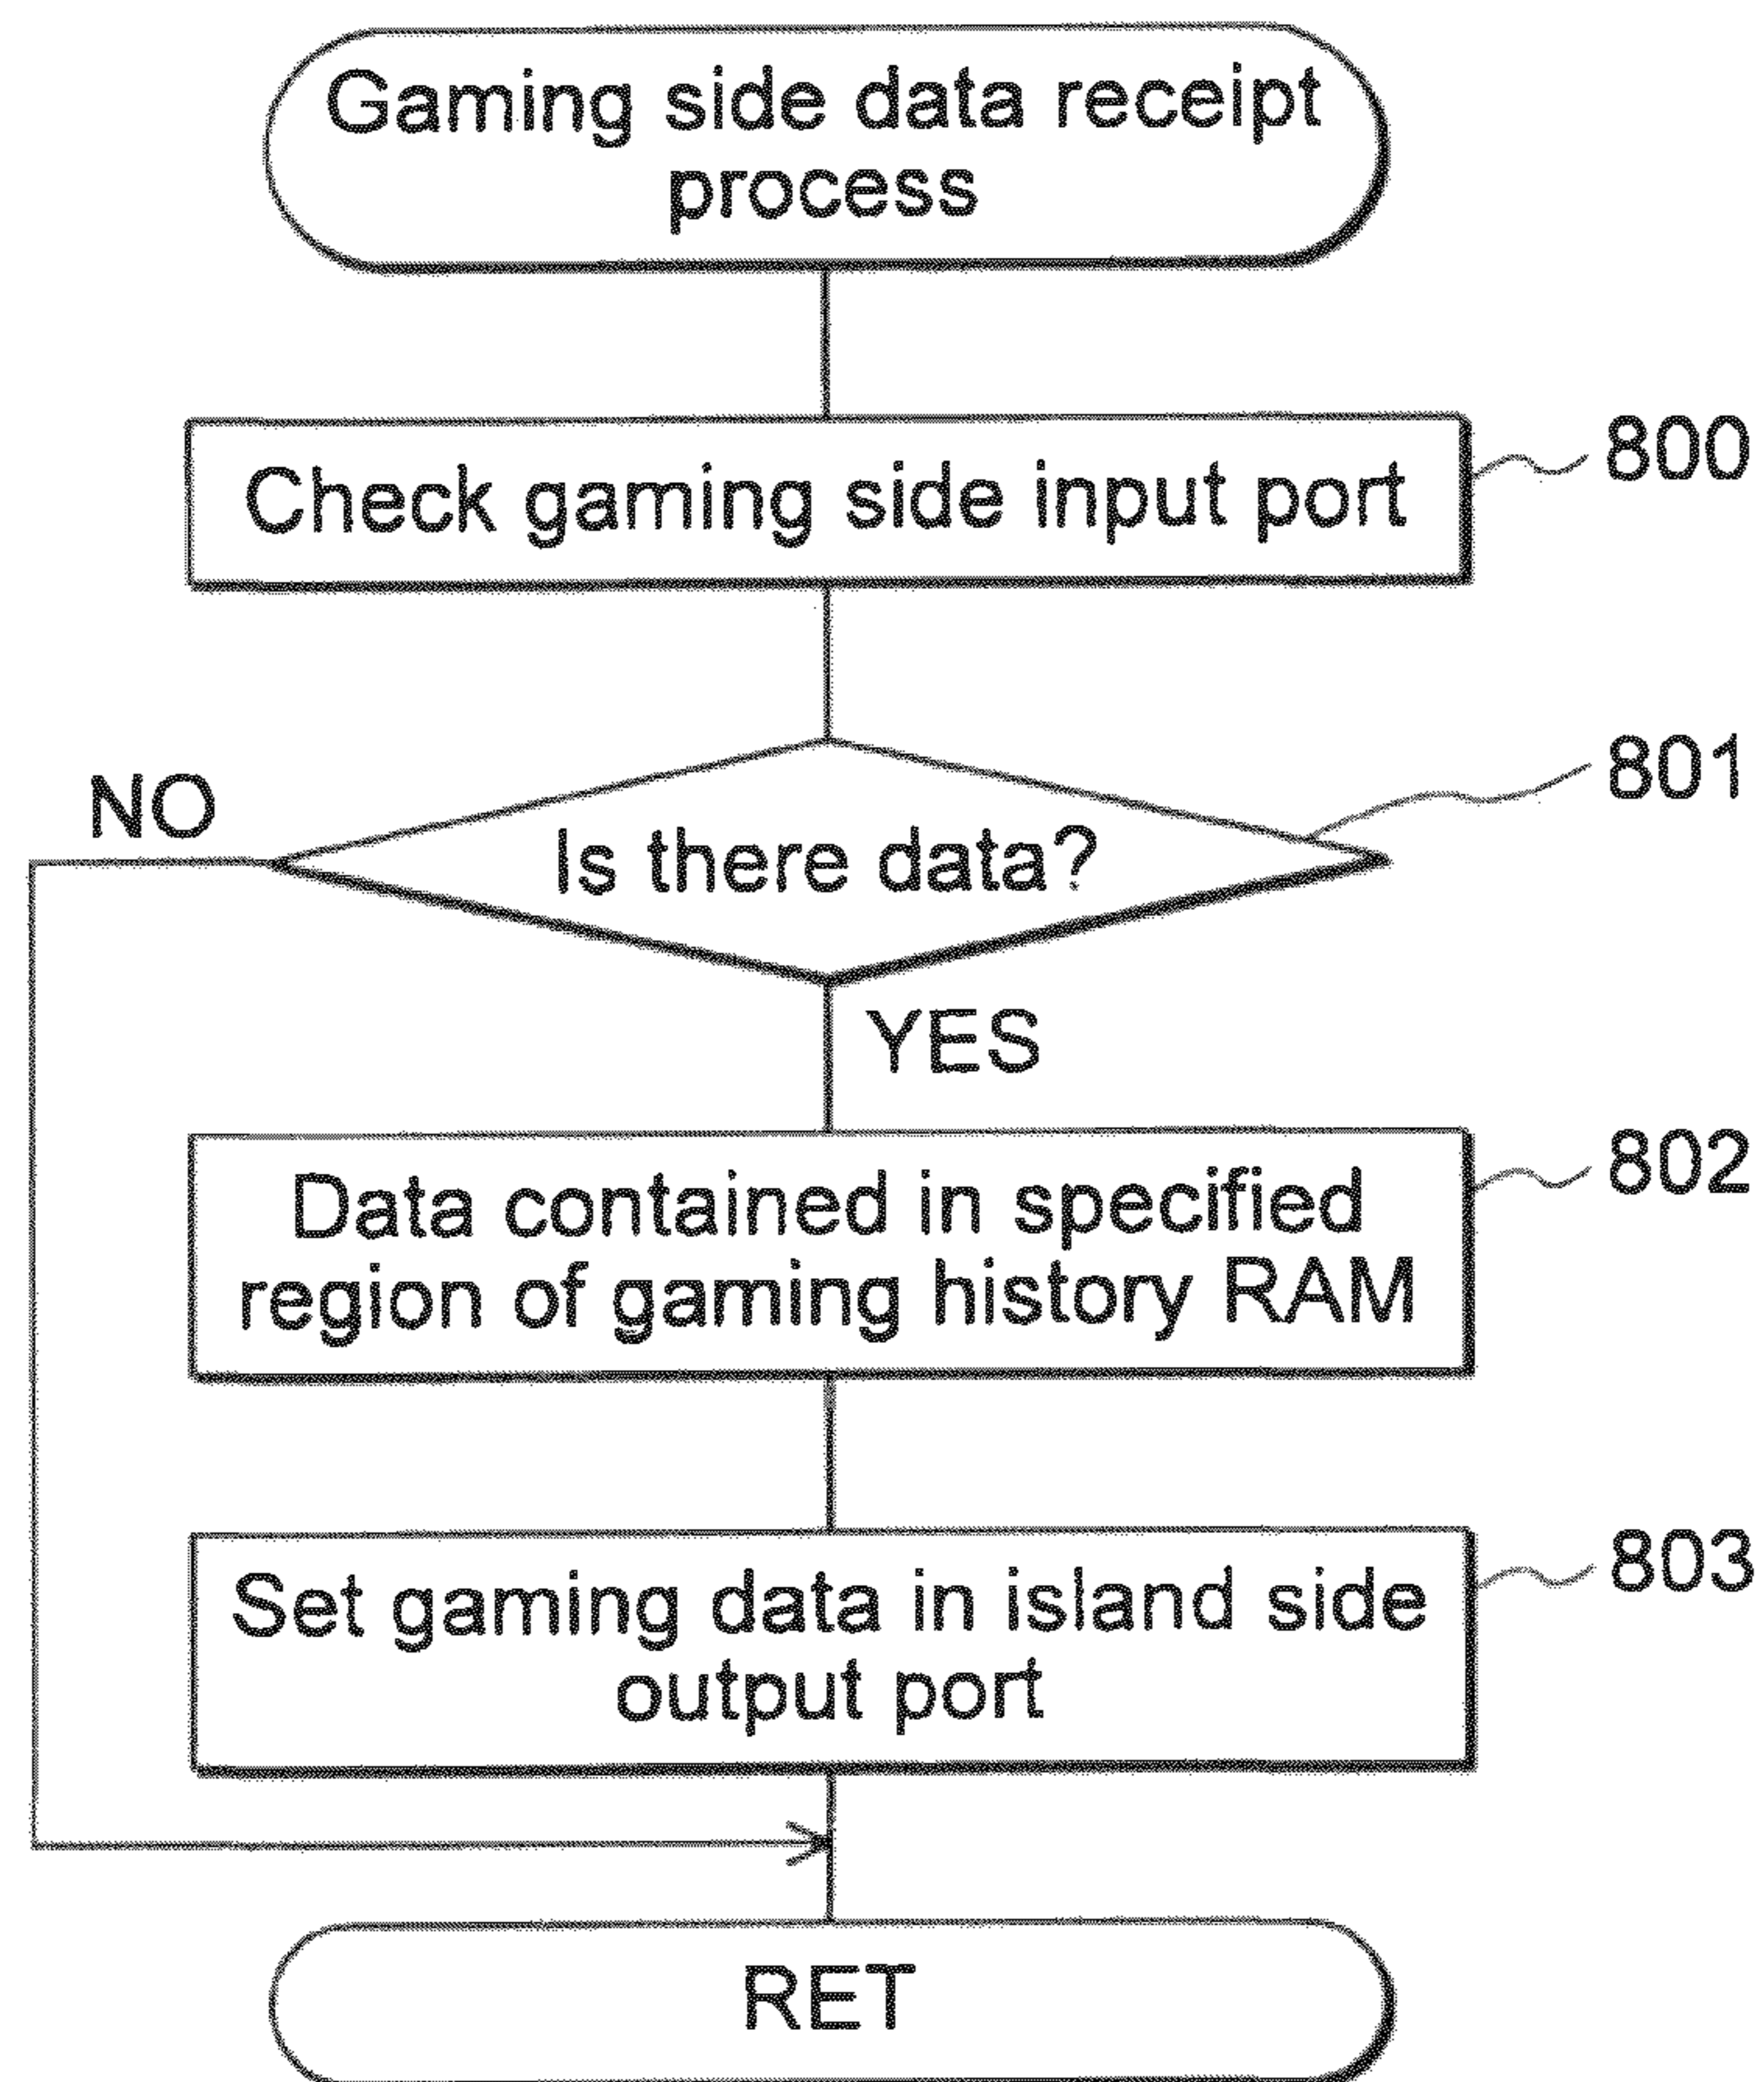 Gaming side data receipt
process
Check gaming side input port
800
801
NO
Is there data?
YES
802
Data contained in specified
region of gaming history RAM
803
Set gaming data in island side
output port
RET